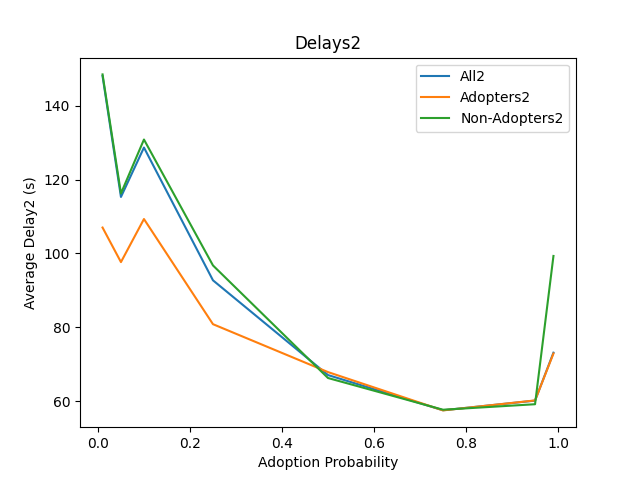 Delays2
All2
Adopters2
Non-Adopters2
Average Delay2 (s)
140
120
100
80
60
0.0 0.2 0.4 0.6 0.8 1.0
Adoption Probability